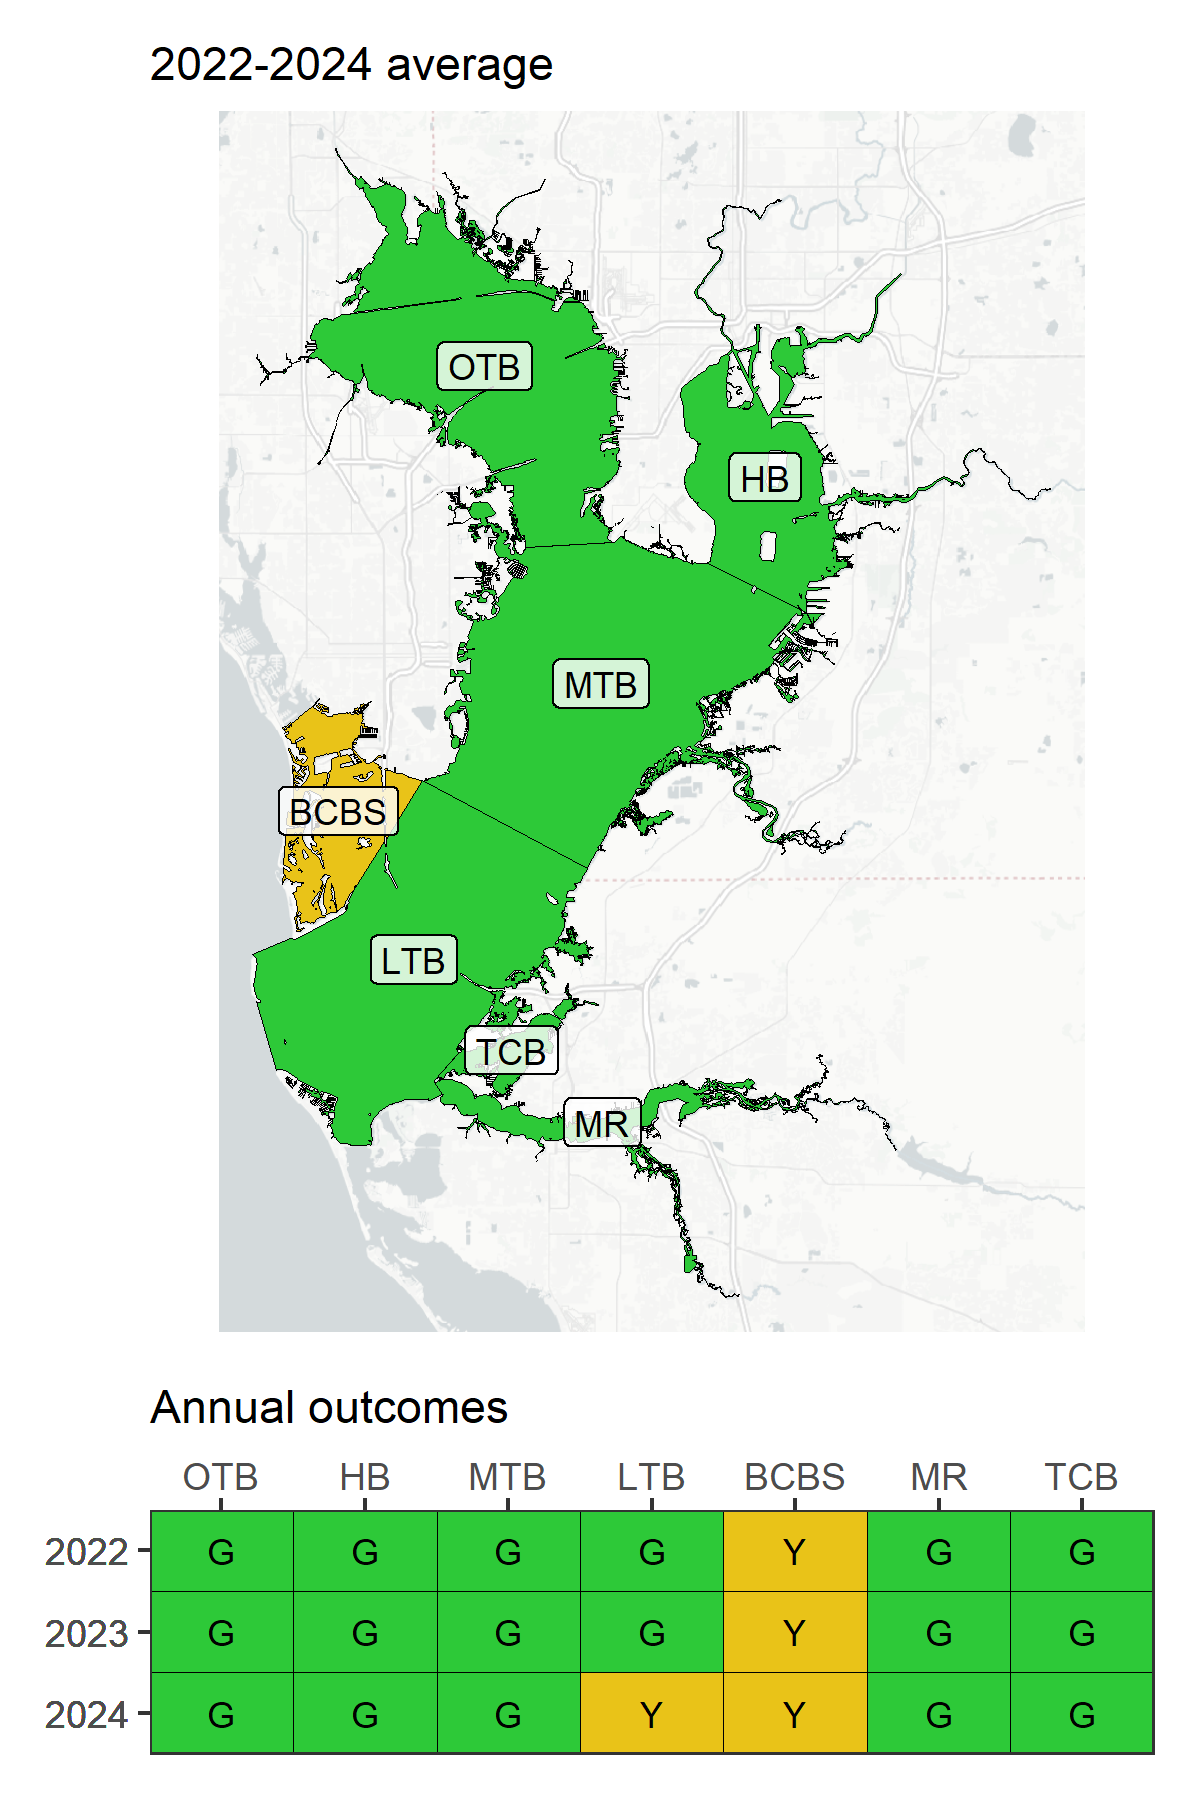 2022-2024 average
OTB
HB
MTB
BCBS
LTB
TCB
MR
Annual outcomes
OTB HB MTB LTB BCBS MR TCB
2022 G G G G Y G G
2023 G G G G Y G G
2024 G G G Y Y G G